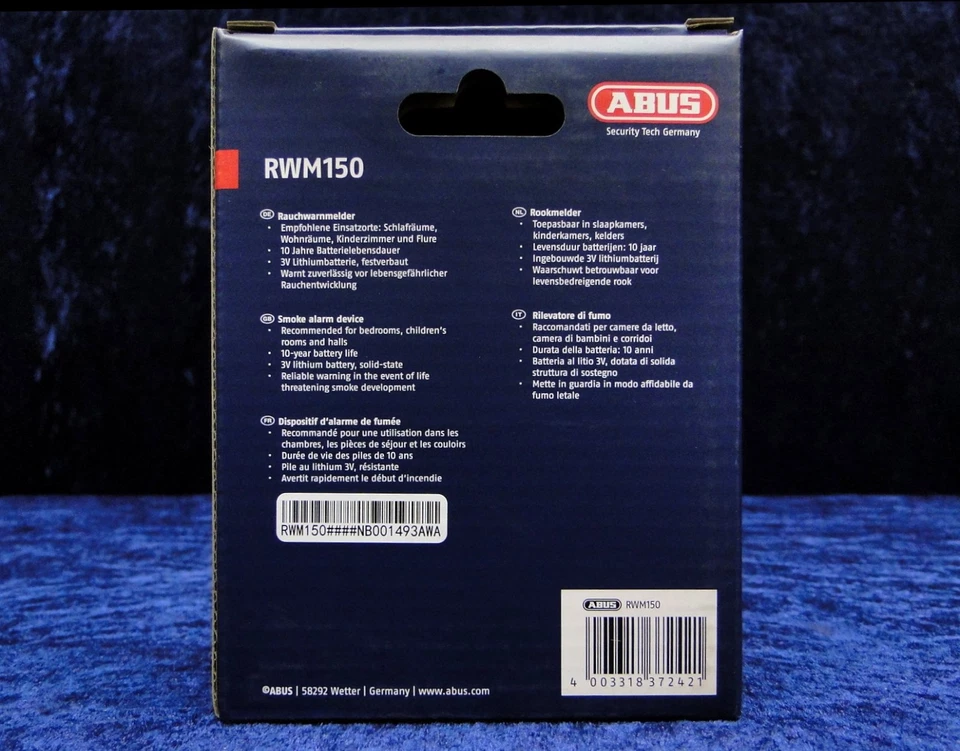 ABUS
Security Tech Germany
RWM150
DE Rauchwarnmelder
• Empfohlene Einsatzorte: Schlafräume,
Wohnräume, Kinderzimmer und Flure
• 10 Jahre Batterielebensdauer
• 3V Lithiumbatterie, festverbaut
• Warnt zuverlässig vor lebensgefährlicher
Rauchentwicklung
GB Smoke alarm device
• Recommended for bedrooms, children's
rooms and halls
• 10-year battery life
• 3V lithium battery, solid-state
• Reliable warning in the event of life
threatening smoke development
FR Dispositif d'alarme de fumée
• Recommandé pour une utilisation dans les
chambres, les pièces de séjour et les couloirs
• Durée de vie des piles de 10 ans
• Pile au lithium 3V, résistante
• Avertit rapidement le début d'incendie
NL Rookmelder
• Toepasbaar in slaapkamers,
kinderkamers, kelders
• Levensduur batterijen: 10 jaar
• Ingebouwde 3V lithiumbatterij
• Waarschuwt betrouwbaar voor
levensbedreigende rook
IT Rilevatore di fumo
• Raccomandati per camere da letto,
camera di bambini e corridoi
• Durata della batteria: 10 anni
• Batteria al litio 3V, dotata di solida
struttura di sostegno
• Mette in guardia in modo affidabile da
fumo letale
RWM150####NB001493AWA
ABUS RWM150
4 003318 372421
©ABUS | 58292 Wetter | Germany | www.abus.com